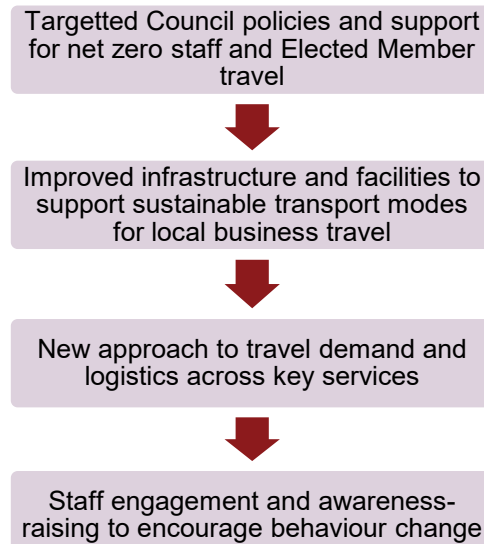 Targetted Council policies and support
for net zero staff and Elected Member
travel
Improved infrastructure and facilities to
support sustainable transport modes
for local business travel
New approach to travel demand and
logistics across key services
Staff engagement and awareness-
raising to encourage behaviour change